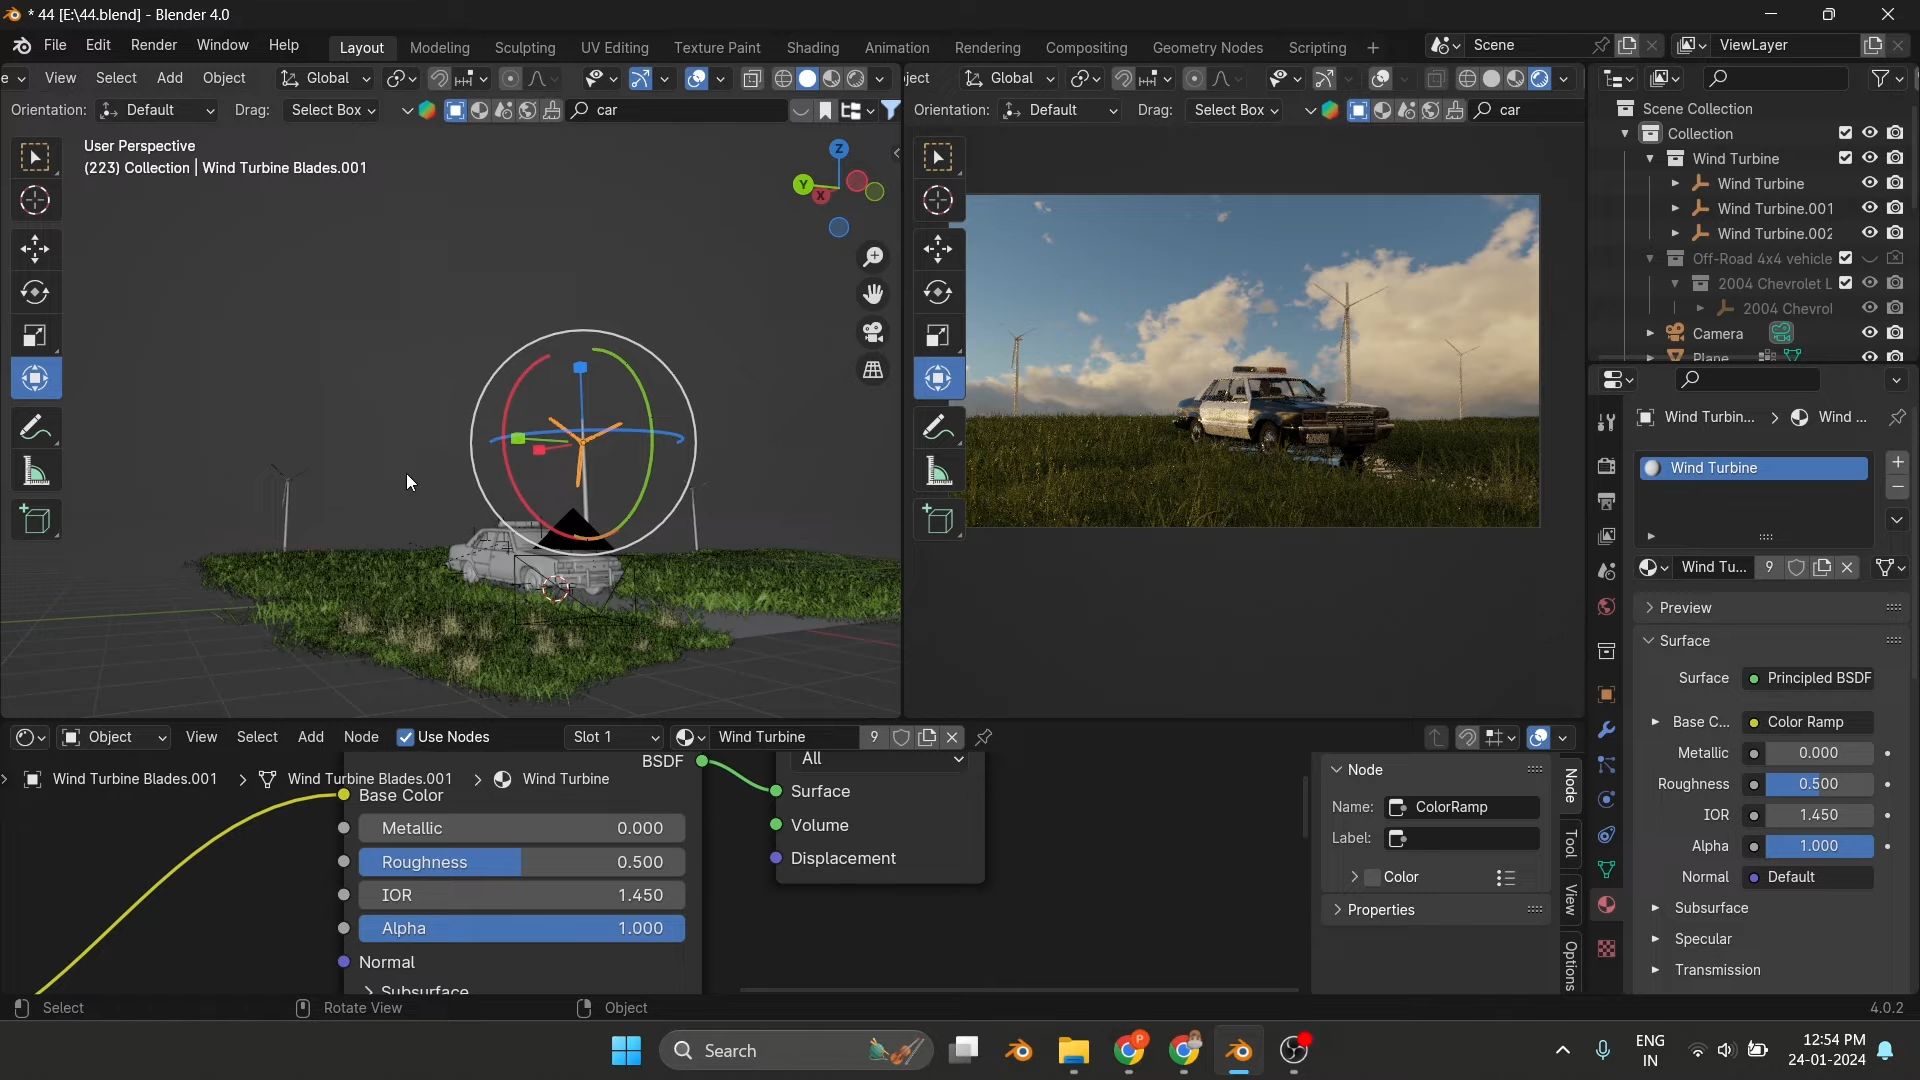 * 44 [E:\44.blend] - Blender 4.0
File Edit Render Window Help Layout Modeling Sculpting UV Editing Texture Paint Shading Animation Rendering Compositing Geometry Nodes Scripting + Scene ViewLayer
e View Select Add Object Global ject Global
Orientation: Default Drag: Select Box car Orientation: Default Drag: Select Box car
User Perspective
(223) Collection | Wind Turbine Blades.001
Z
Y
X
Scene Collection
Collection
Wind Turbine
Wind Turbine
Wind Turbine.001
Wind Turbine.002
Off-Road 4x4 vehicle
2004 Chevrolet L
2004 Chevrol
Camera
Plane
Wind Turbin... Wind ...
Wind Turbine
Wind Tu... 9
Preview
Surface
Surface Principled BSDF
Base C... Color Ramp
Metallic 0.000
Roughness 0.500
IOR 1.450
Alpha 1.000
Normal Default
Subsurface
Specular
Transmission
Object View Select Add Node Use Nodes Slot 1 Wind Turbine 9
Wind Turbine Blades.001 Wind Turbine Blades.001 Wind Turbine
BSDF
Base Color
Metallic 0.000
Roughness 0.500
IOR 1.450
Alpha 1.000
Normal
Subsurface
All
Surface
Volume
Displacement
Node
Name: ColorRamp
Label:
Color
Properties
Node
Tool
View
Options
Select Rotate View Object 4.0.2
Search
P
ENG
IN
12:54 PM
24-01-2024